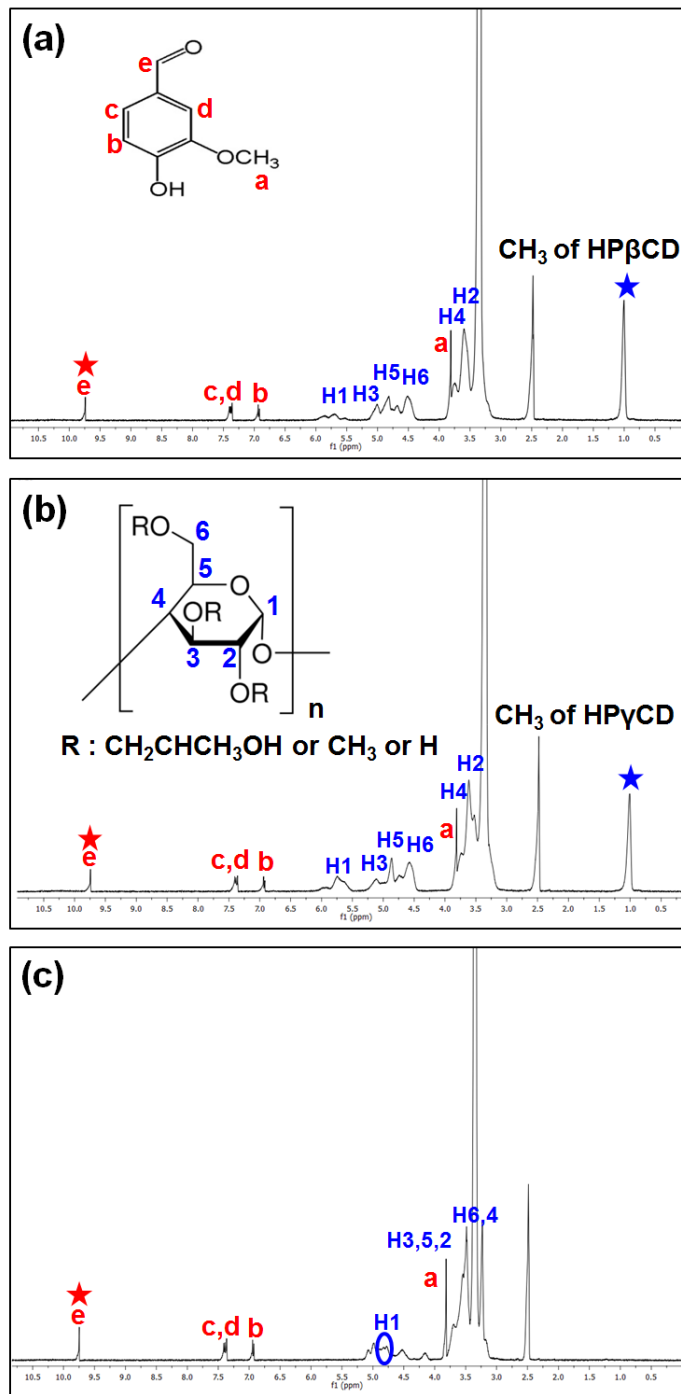 (a)
e
O
c
d
b
OCH3
OH
a
CH3 of HPβCD
H2
H4
a
H5
H6
H3
H1
e
c,d
b
10.5 10.0 9.5 9.0 8.5 8.0 7.5 7.0 6.5 6.0 5.5 5.0 4.5 4.0 3.5 3.0 2.5 2.0 1.5 1.0 0.5
f1 (ppm)
(b)
RO
6
5
O
4
1
OR
3
2
O
OR
n
R : CH2CHCH3OH or CH3 or H
CH3 of HPγCD
H2
H4
a
H5
H6
H3
H1
e
c,d
b
10.5 10.0 9.5 9.0 8.5 8.0 7.5 7.0 6.5 6.0 5.5 5.0 4.5 4.0 3.5 3.0 2.5 2.0 1.5 1.0 0.5
f1 (ppm)
(c)
H6,4
H3,5,2
a
H1
e
c,d
b
10.5 10.0 9.5 9.0 8.5 8.0 7.5 7.0 6.5 6.0 5.5 5.0 4.5 4.0 3.5 3.0 2.5 2.0 1.5 1.0 0.5
f1 (ppm)